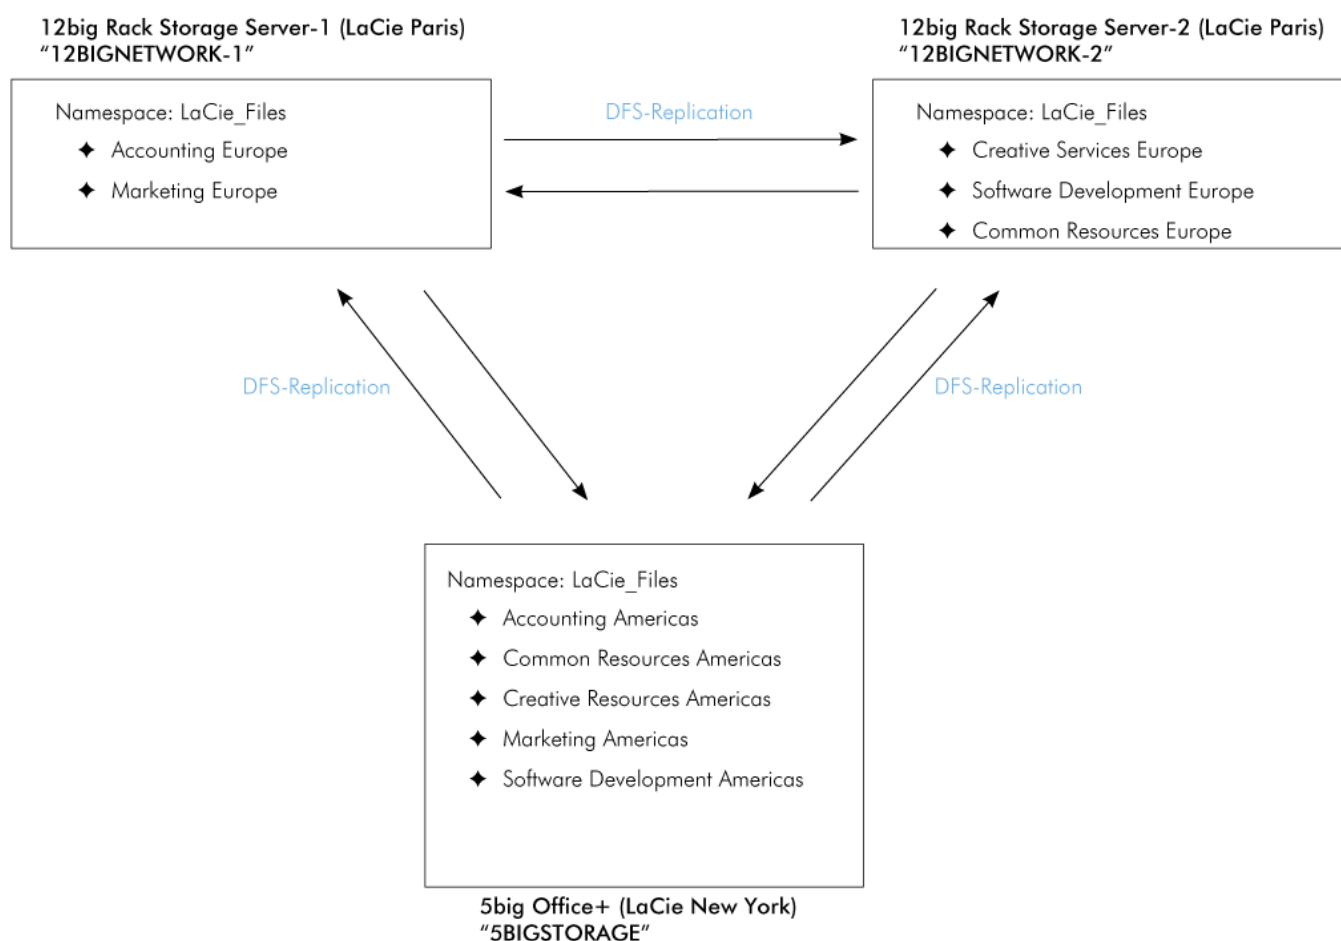 12big Rack Storage Server-1 (LaCie Paris)
“12BIGNETWORK-1”
Namespace: LaCie_Files
✦ Accounting Europe
✦ Marketing Europe
DFS-Replication
12big Rack Storage Server-2 (LaCie Paris)
“12BIGNETWORK-2”
Namespace: LaCie_Files
✦ Creative Services Europe
✦ Software Development Europe
✦ Common Resources Europe
DFS-Replication
DFS-Replication
Namespace: LaCie_Files
✦ Accounting Americas
✦ Common Resources Americas
✦ Creative Resources Americas
✦ Marketing Americas
✦ Software Development Americas
5big Office+ (LaCie New York)
“5BIGSTORAGE”